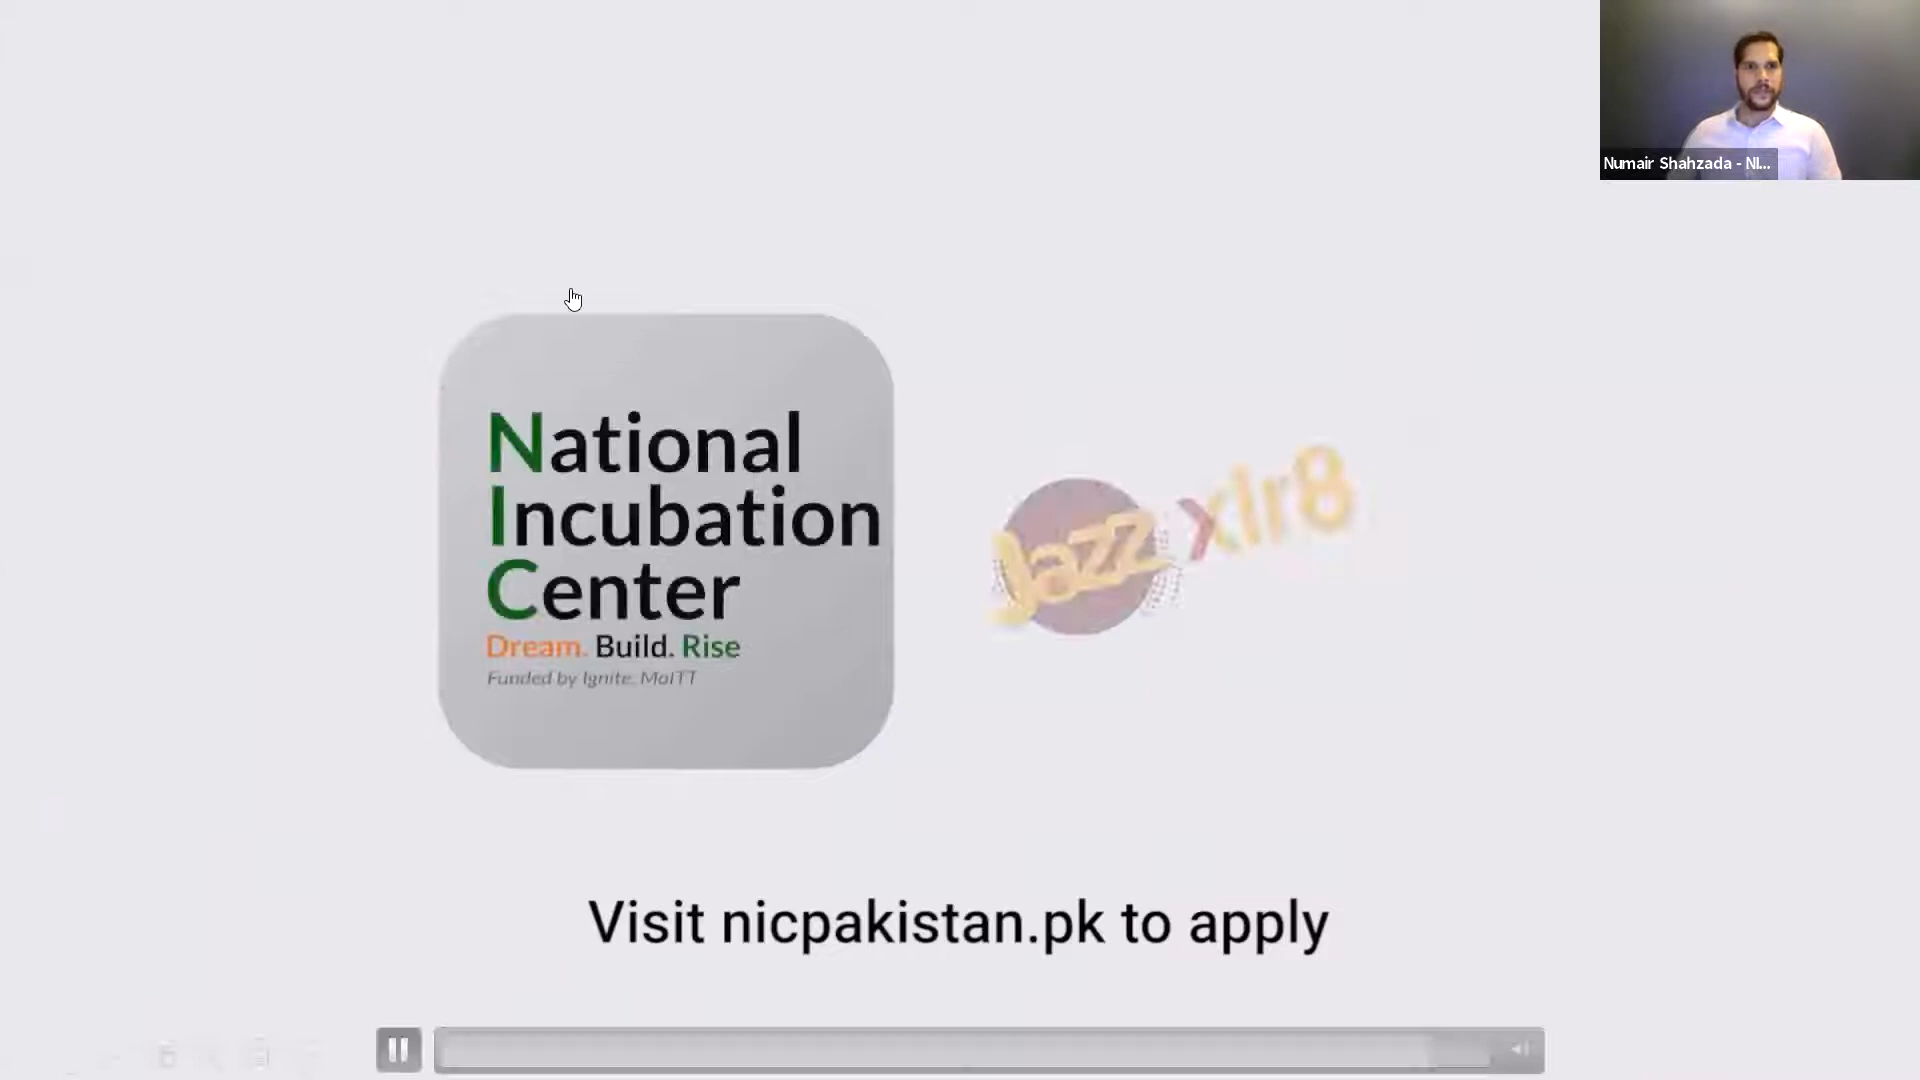 Numair Shahzada - NI...
National
Incubation
Center
Dream. Build. Rise
Funded by Ignite, MoITT
Jazz xlr8
Visit nicpakistan.pk to apply